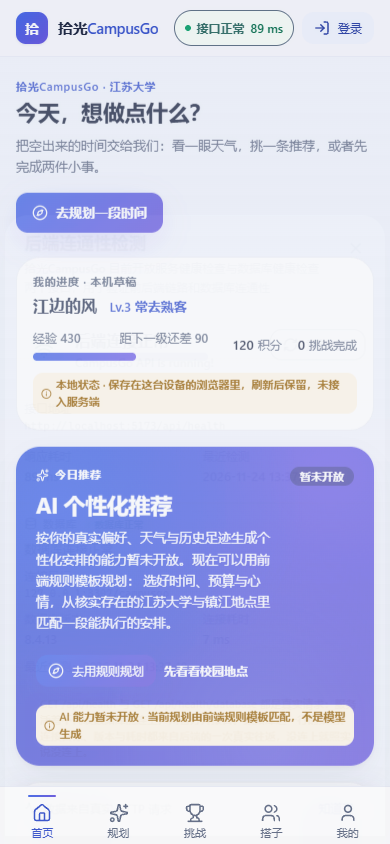 拾
拾光CampusGo
接口正常 89 ms
登录
拾光CampusGo · 江苏大学
今天，想做点什么？
把空出来的时间交给我们：看一眼天气，挑一条推荐，或者先
完成两件小事。
去规划一段时间
我的进度 · 本机草稿
江边的风 Lv.3 常去熟客
经验 430 距下一级还差 90
120 积分 0 挑战完成
本地状态 · 保存在这台设备的浏览器里，刷新后保留，未接
入服务端
今日推荐
暂未开放
AI 个性化推荐
按你的真实偏好、天气与历史足迹生成个
性化安排的能力暂未开放。现在可以用前
端规则模板规划： 选好时间、预算与心
情，从核实存在的江苏大学与镇江地点里
匹配一段能执行的安排。
去用规则规划 先看看校园地点
AI 能力暂未开放 · 当前规划由前端规则模板匹配，不是模型
生成
首页 规划 挑战 搭子 我的